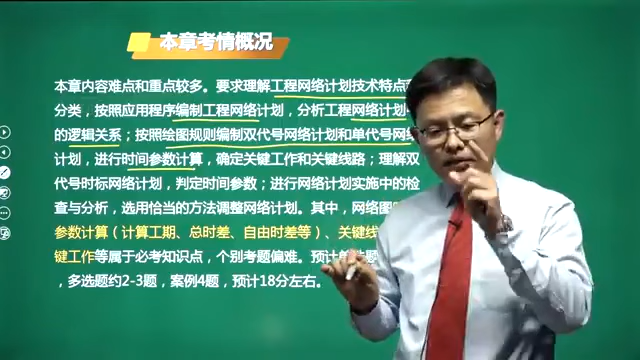 本章考情概况
本章内容难点和重点较多。要求理解工程网络计划技术特点
分类，按照应用程序编制工程网络计划，分析工程网络计划
的逻辑关系；按照绘图规则编制双代号网络计划和单代号网络
计划，进行时间参数计算，确定关键工作和关键线路；理解双
代号时标网络计划，判定时间参数；进行网络计划实施中的检
查与分析，选用恰当的方法调整网络计划。其中，网络图
参数计算（计算工期、总时差、自由时差等）、关键线
键工作等属于必考知识点，个别考题偏难。预计
，多选题约2-3题，案例4题，预计18分左右。